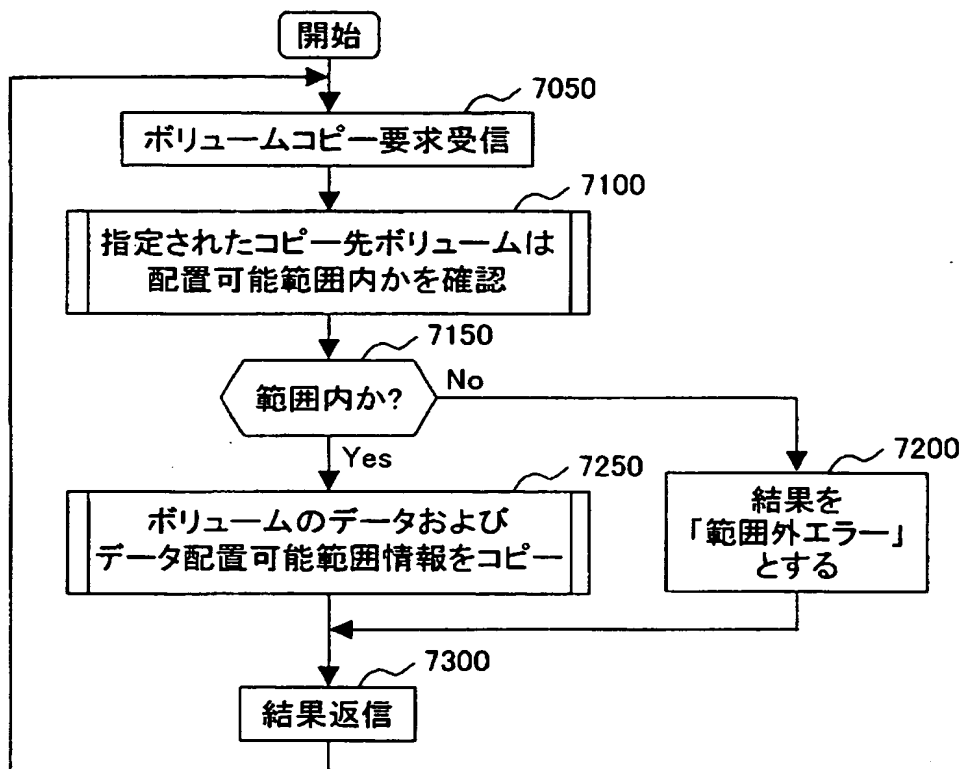 開始
7050
ボリュームコピー要求受信
7100
指定されたコピー先ボリュームは
配置可能範囲内かを確認
7150
範囲内か?
No
Yes
7200
結果を
「範囲外エラー」
とする
7250
ボリュームのデータおよび
データ配置可能範囲情報をコピー
7300
結果返信